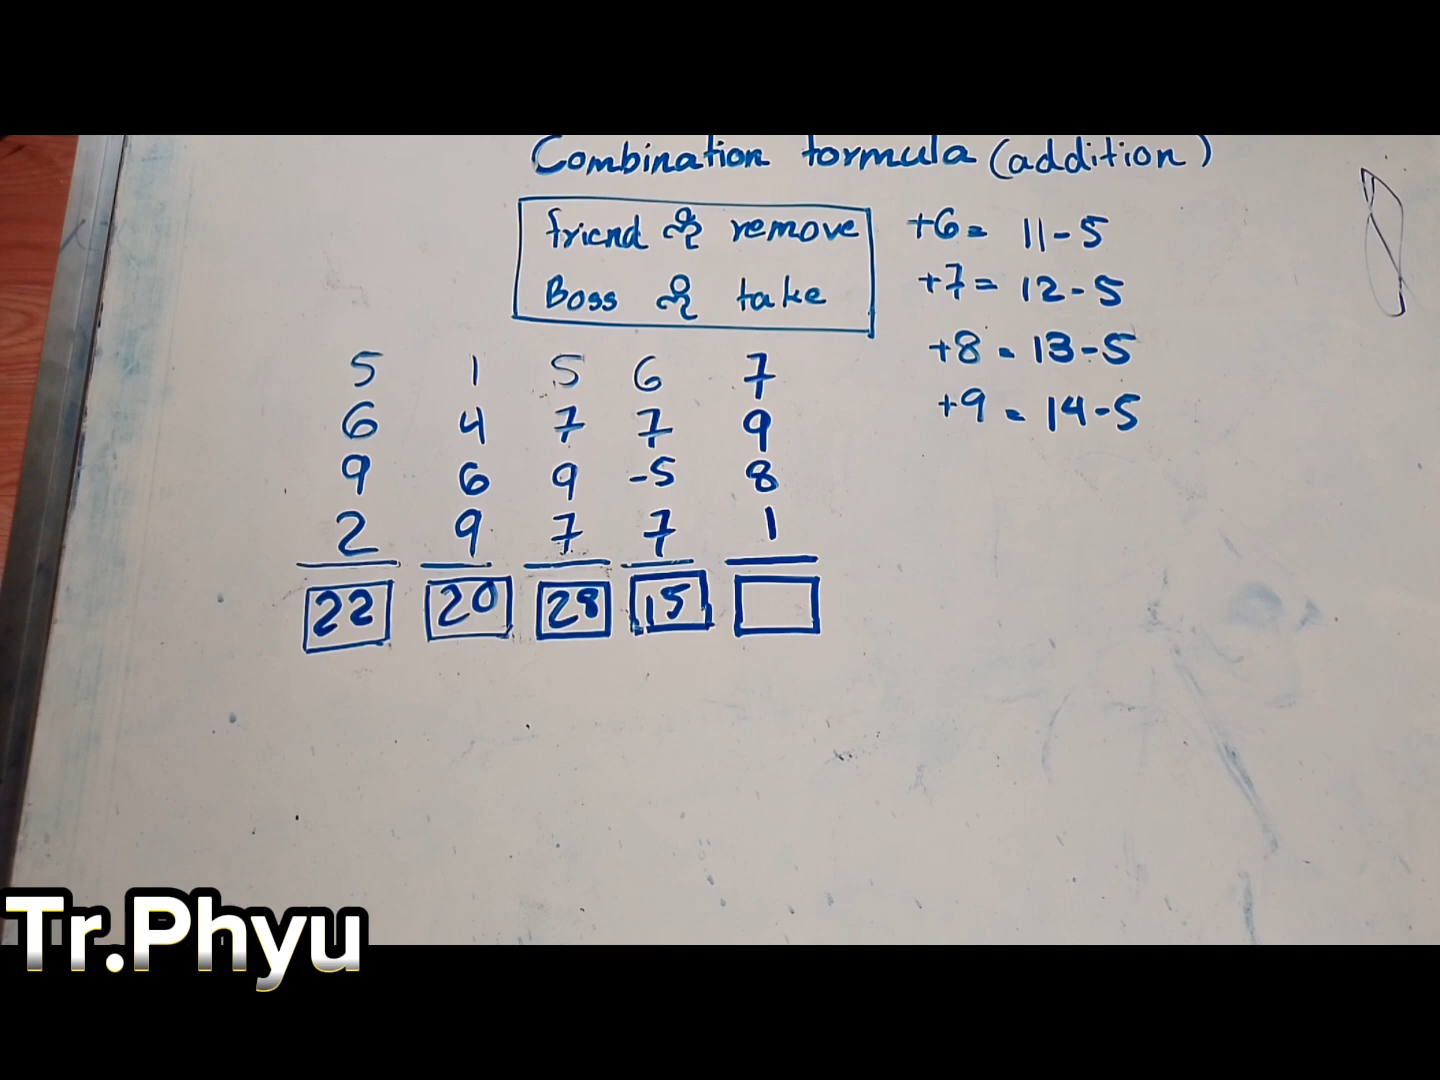 Combination formula (addition)
friend ကို remove
Boss ကို take
+6= 11-5
+7= 12-5
+8= 13-5
+9= 14-5
5 1 5 6 7
6 4 7 7 9
9 6 9 -5 8
2 9 7 7 1
22 20 28 15
Tr.Phyu